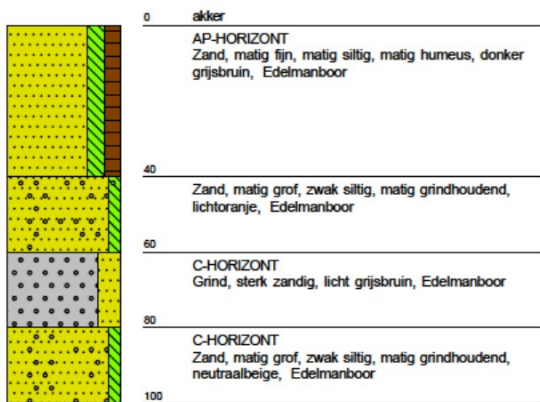 0 akker
AP-HORIZONT
Zand, matig fijn, matig siltig, matig humeus, donker
grijsbruin, Edelmanboor
40
Zand, matig grof, zwak siltig, matig grindhoudend,
lichtoranje, Edelmanboor
60
C-HORIZONT
Grind, sterk zandig, licht grijsbruin, Edelmanboor
80
C-HORIZONT
Zand, matig grof, zwak siltig, matig grindhoudend,
neutraalbeige, Edelmanboor
100